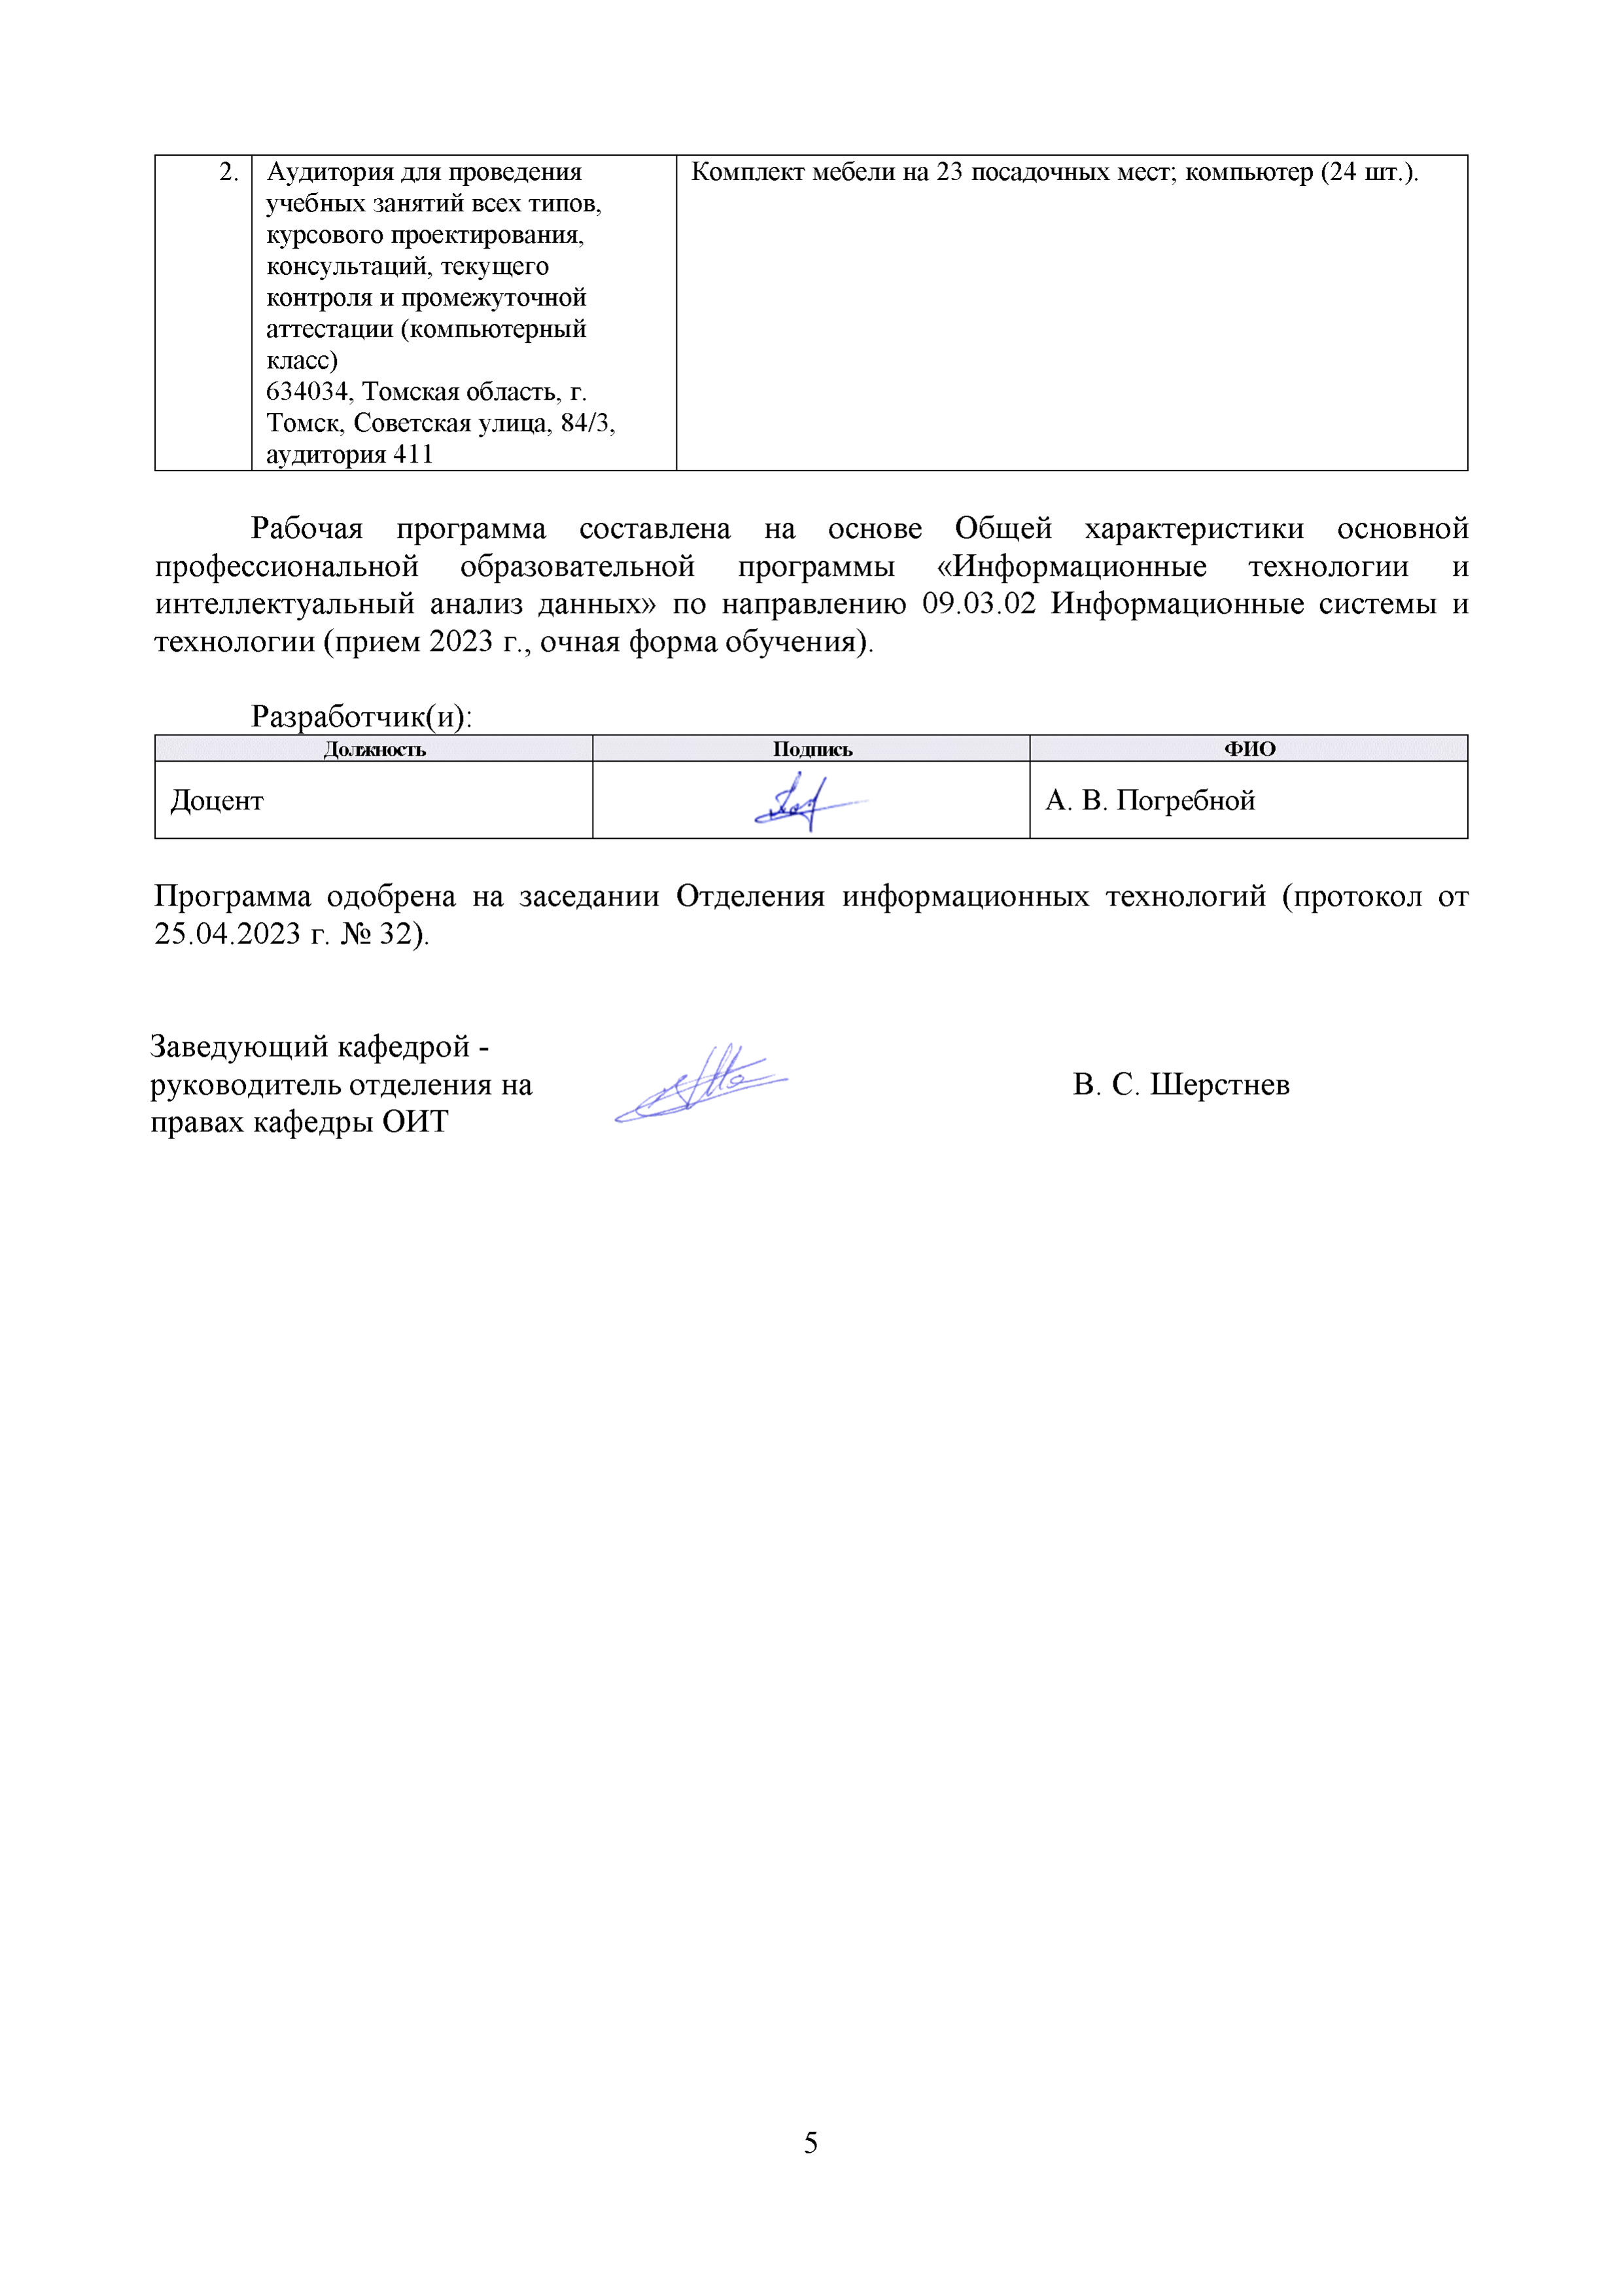 2. Аудитория для проведения Комплект мебели на 23 посадочных мест; компьютер (24 шт.).
учебных занятий всех типов,
курсового проектирования,
консультаций, текущего
контроля и промежуточной
аттестации (компьютерный
класс)
634034, Томская область, г.
Томск, Советская улица, 84/3,
аудитория 411
Рабочая программа составлена на основе Общей характеристики основной
профессиональной образовательной программы «Информационные технологии и
интеллектуальный анализ данных» по направлению 09.03.02 Информационные системы и
технологии (прием 2023 г., очная форма обучения).
Разработчик(и):
Должность Подпись ФИО
Доцент А. В. Погребной
Программа одобрена на заседании Отделения информационных технологий (протокол от
25.04.2023 г. № 32).
Заведующий кафедрой -
руководитель отделения на В. С. Шерстнев
правах кафедры ОИТ
5